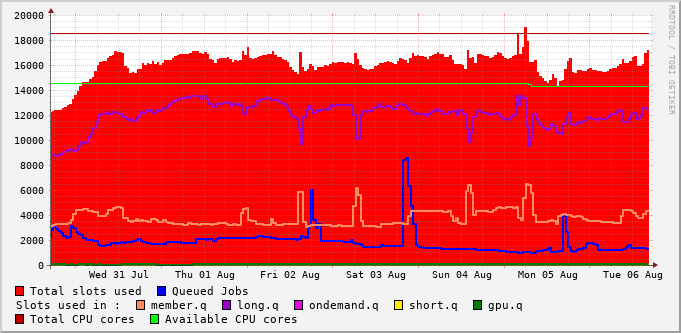 20000
18000
16000
14000
12000
10000
8000
6000
4000
2000
0
Wed 31 Jul Thu 01 Aug Fri 02 Aug Sat 03 Aug Sun 04 Aug Mon 05 Aug Tue 06 Aug
Total slots used Queued Jobs
Slots used in : member.q long.q ondemand.q short.q gpu.q
Total CPU cores Available CPU cores
RRDTOOL / TOBI OETIKER